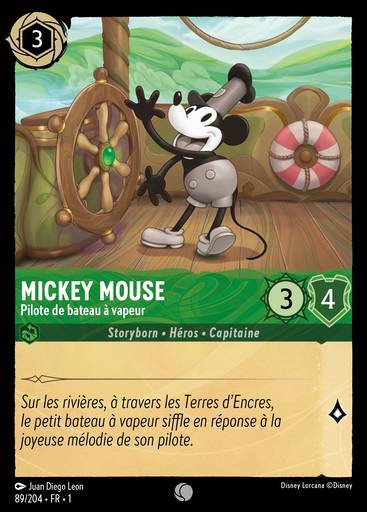 3
MICKEY MOUSE
Pilote de bateau à vapeur
3
4
Storyborn • Héros • Capitaine
Sur les rivières, à travers les Terres d'Encres,
le petit bateau à vapeur siffle en réponse à la
joyeuse mélodie de son pilote.
Juan Diego Leon
Disney Lorcana ©Disney
89/204 • FR • 1